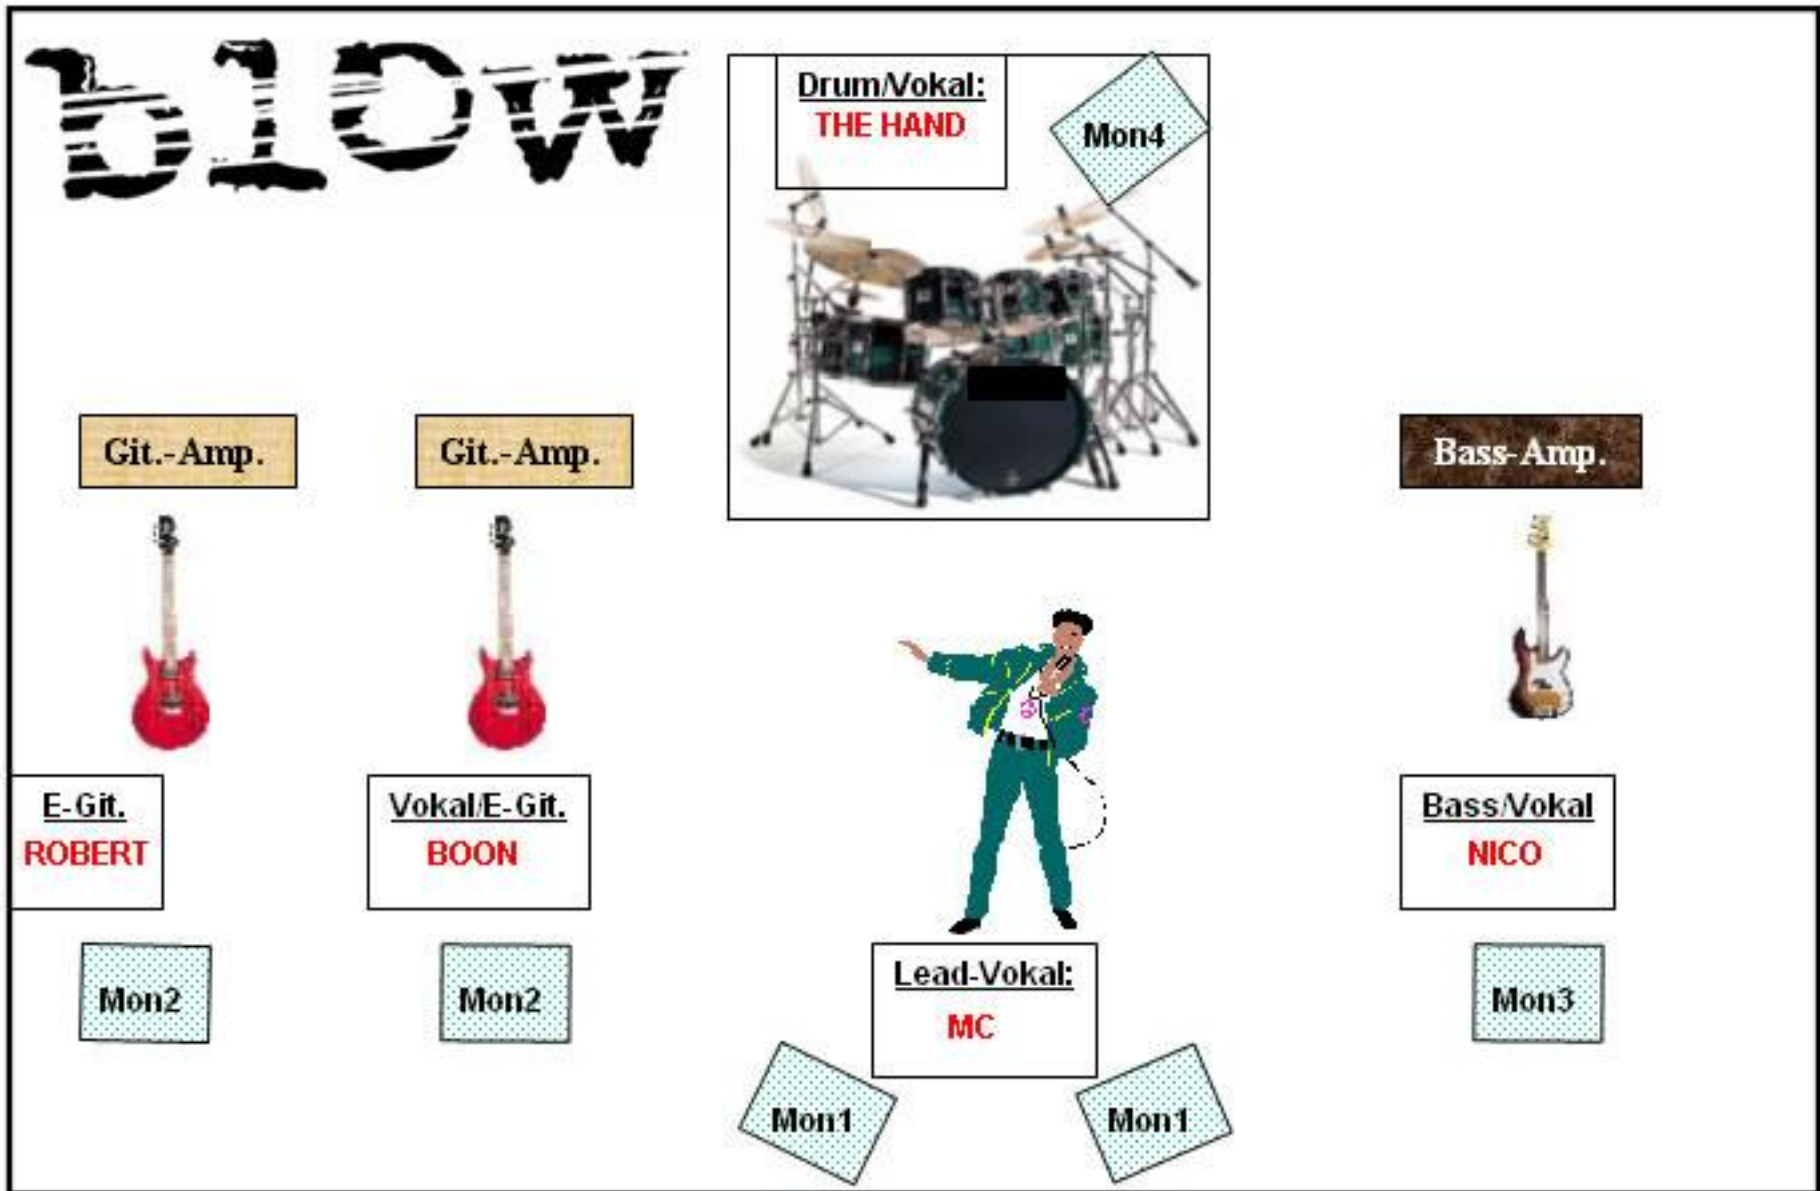 blow
Drum/Vokal:
THE HAND
Mon4
Git.-Amp.
Git.-Amp.
Bass-Amp.
E-Git.
ROBERT
Vokal/E-Git.
BOON
Bass/Vokal
NICO
Mon2
Mon2
Lead-Vokal:
MC
Mon3
Mon1
Mon1